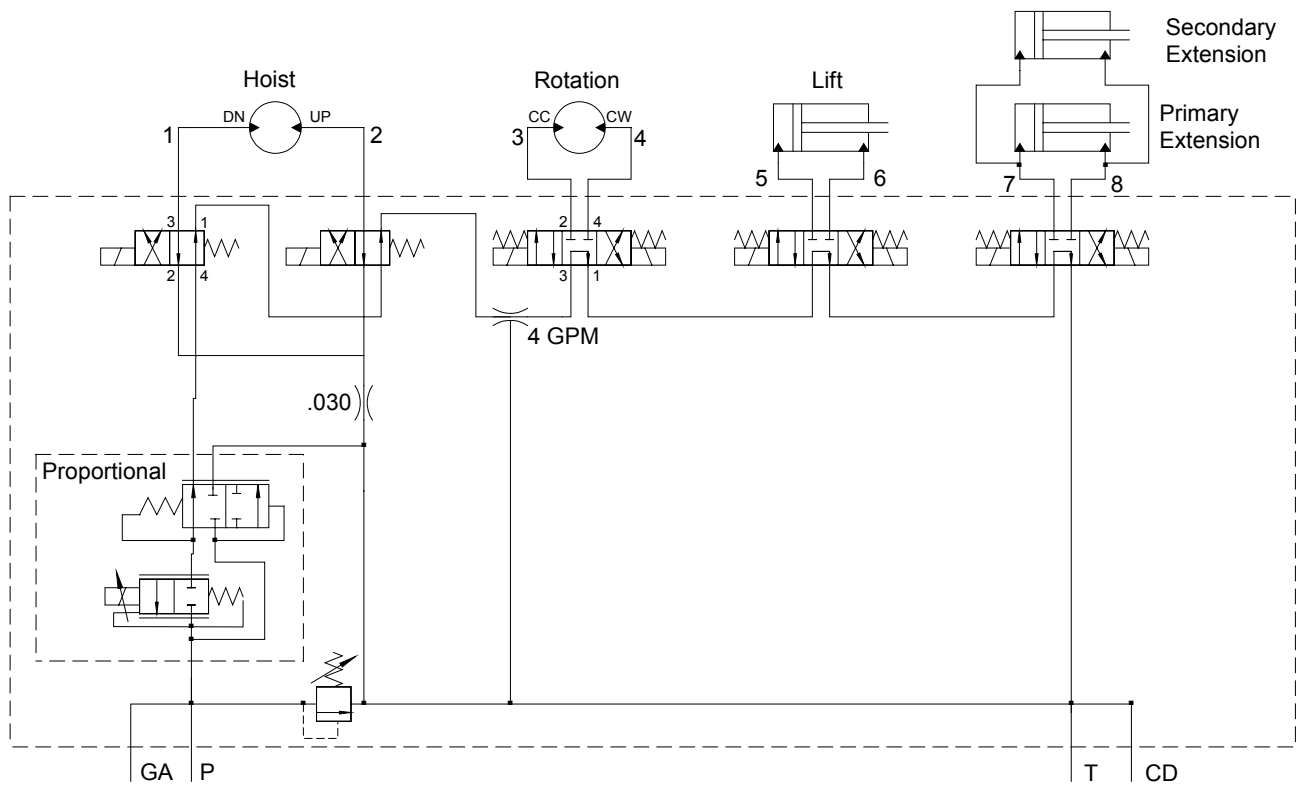 Secondary
Extension
Hoist
Rotation
Lift
DN
UP
CC
CW
Primary
Extension
1
2
3
4
5
6
7
8
3
1
2
4
2
4
3
1
4 GPM
.030
Proportional
GA
P
T
CD